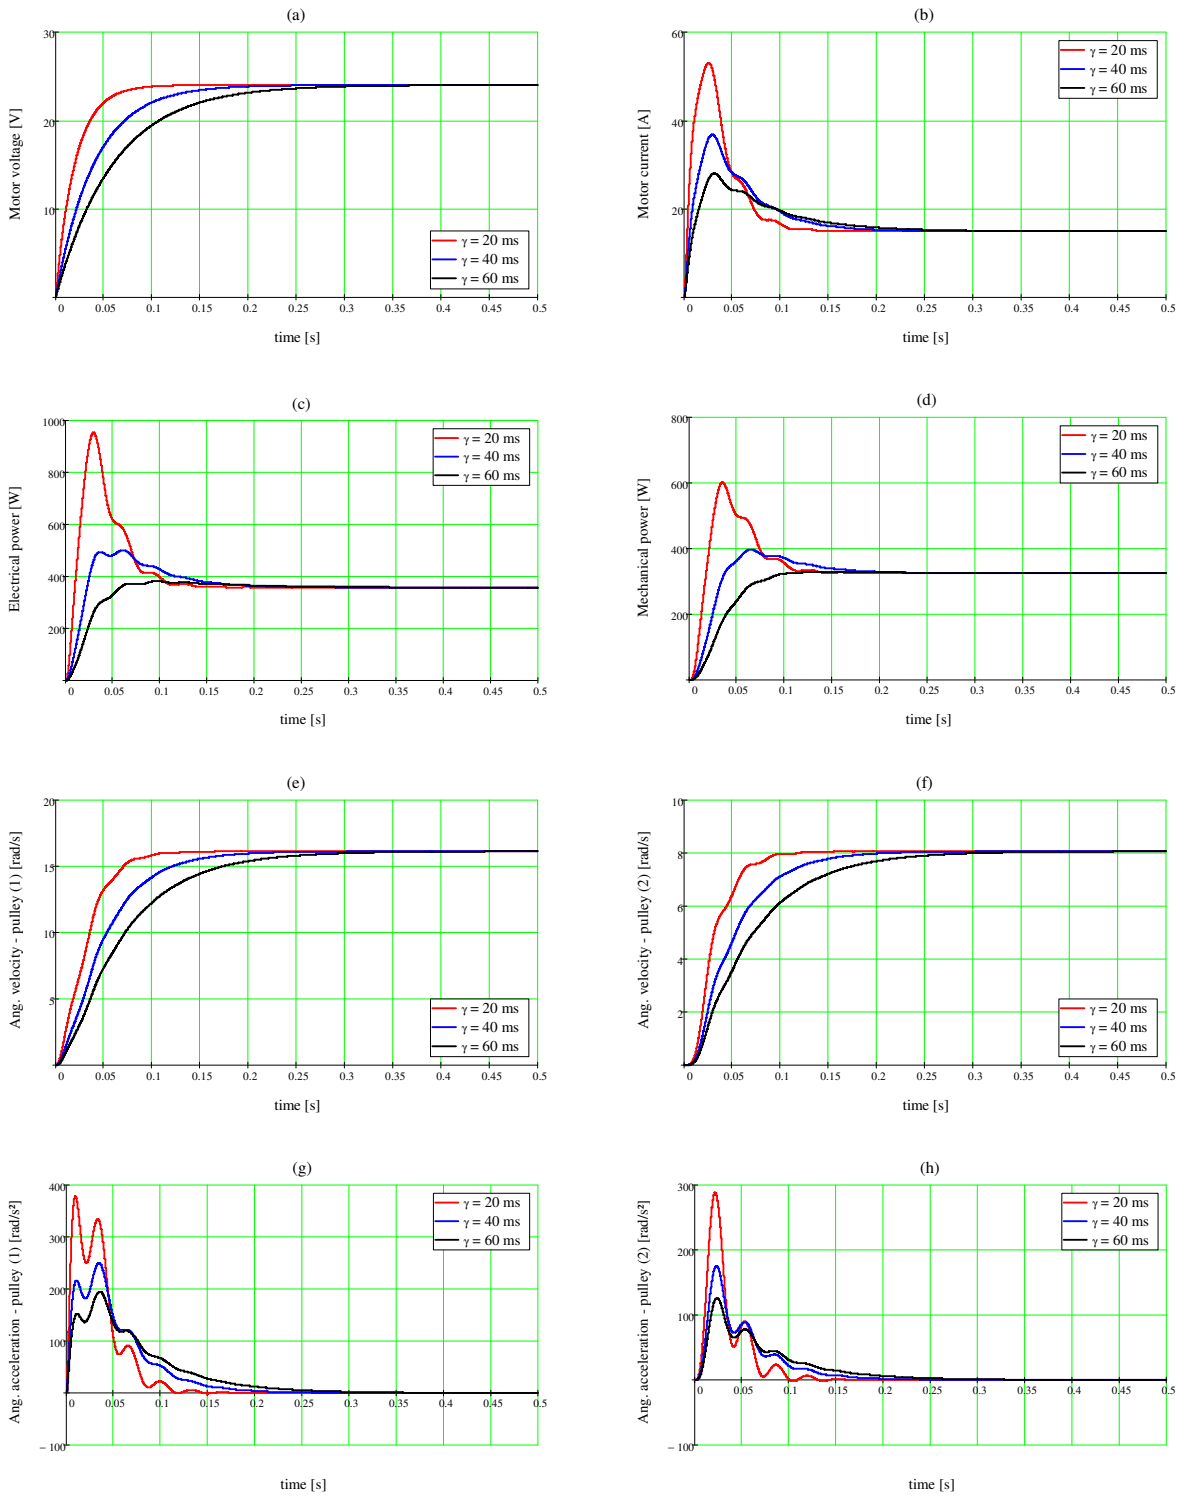 (a)
Motor voltage [V]
30
20
10
0
0.05
0.1
0.15
0.2
0.25
0.3
0.35
0.4
0.45
0.5
γ = 20 ms
γ = 40 ms
γ = 60 ms
time [s]
(b)
Motor current [A]
60
40
20
0
0.05
0.1
0.15
0.2
0.25
0.3
0.35
0.4
0.45
0.5
γ = 20 ms
γ = 40 ms
γ = 60 ms
time [s]
(c)
Electrical power [W]
1000
800
600
400
200
0
0.05
0.1
0.15
0.2
0.25
0.3
0.35
0.4
0.45
0.5
γ = 20 ms
γ = 40 ms
γ = 60 ms
time [s]
(d)
Mechanical power [W]
800
600
400
200
0
0.05
0.1
0.15
0.2
0.25
0.3
0.35
0.4
0.45
0.5
γ = 20 ms
γ = 40 ms
γ = 60 ms
time [s]
(e)
Ang. velocity - pulley (1) [rad/s]
20
15
10
5
0
0.05
0.1
0.15
0.2
0.25
0.3
0.35
0.4
0.45
0.5
γ = 20 ms
γ = 40 ms
γ = 60 ms
time [s]
(f)
Ang. velocity - pulley (2) [rad/s]
10
8
6
4
2
0
0.05
0.1
0.15
0.2
0.25
0.3
0.35
0.4
0.45
0.5
γ = 20 ms
γ = 40 ms
γ = 60 ms
time [s]
(g)
Ang. acceleration - pulley (1) [rad/s²]
400
300
200
100
− 100
0
0.05
0.1
0.15
0.2
0.25
0.3
0.35
0.4
0.45
0.5
γ = 20 ms
γ = 40 ms
γ = 60 ms
time [s]
(h)
Ang. acceleration - pulley (2) [rad/s²]
300
200
100
− 100
0
0.05
0.1
0.15
0.2
0.25
0.3
0.35
0.4
0.45
0.5
γ = 20 ms
γ = 40 ms
γ = 60 ms
time [s]